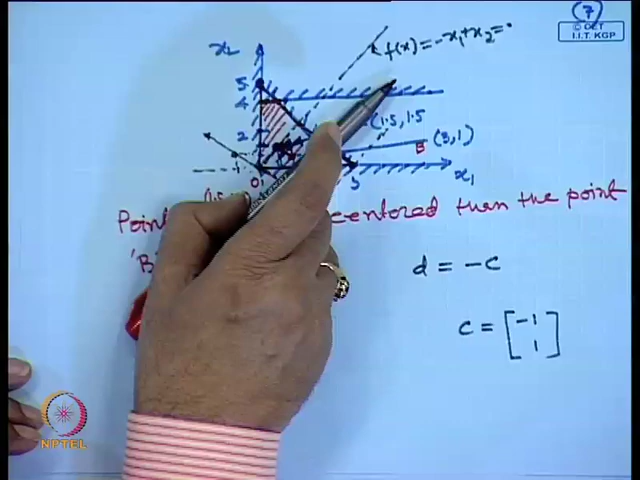 7
© CET
I.I.T. KGP
x₂
f(x) = -x₁+x₂ =
5
4
(1.5, 1.5
2
(3,1)
B
1
0
3
x₁
Point centered than the point
'B
d = -c
c = [-1
1]
NPTEL